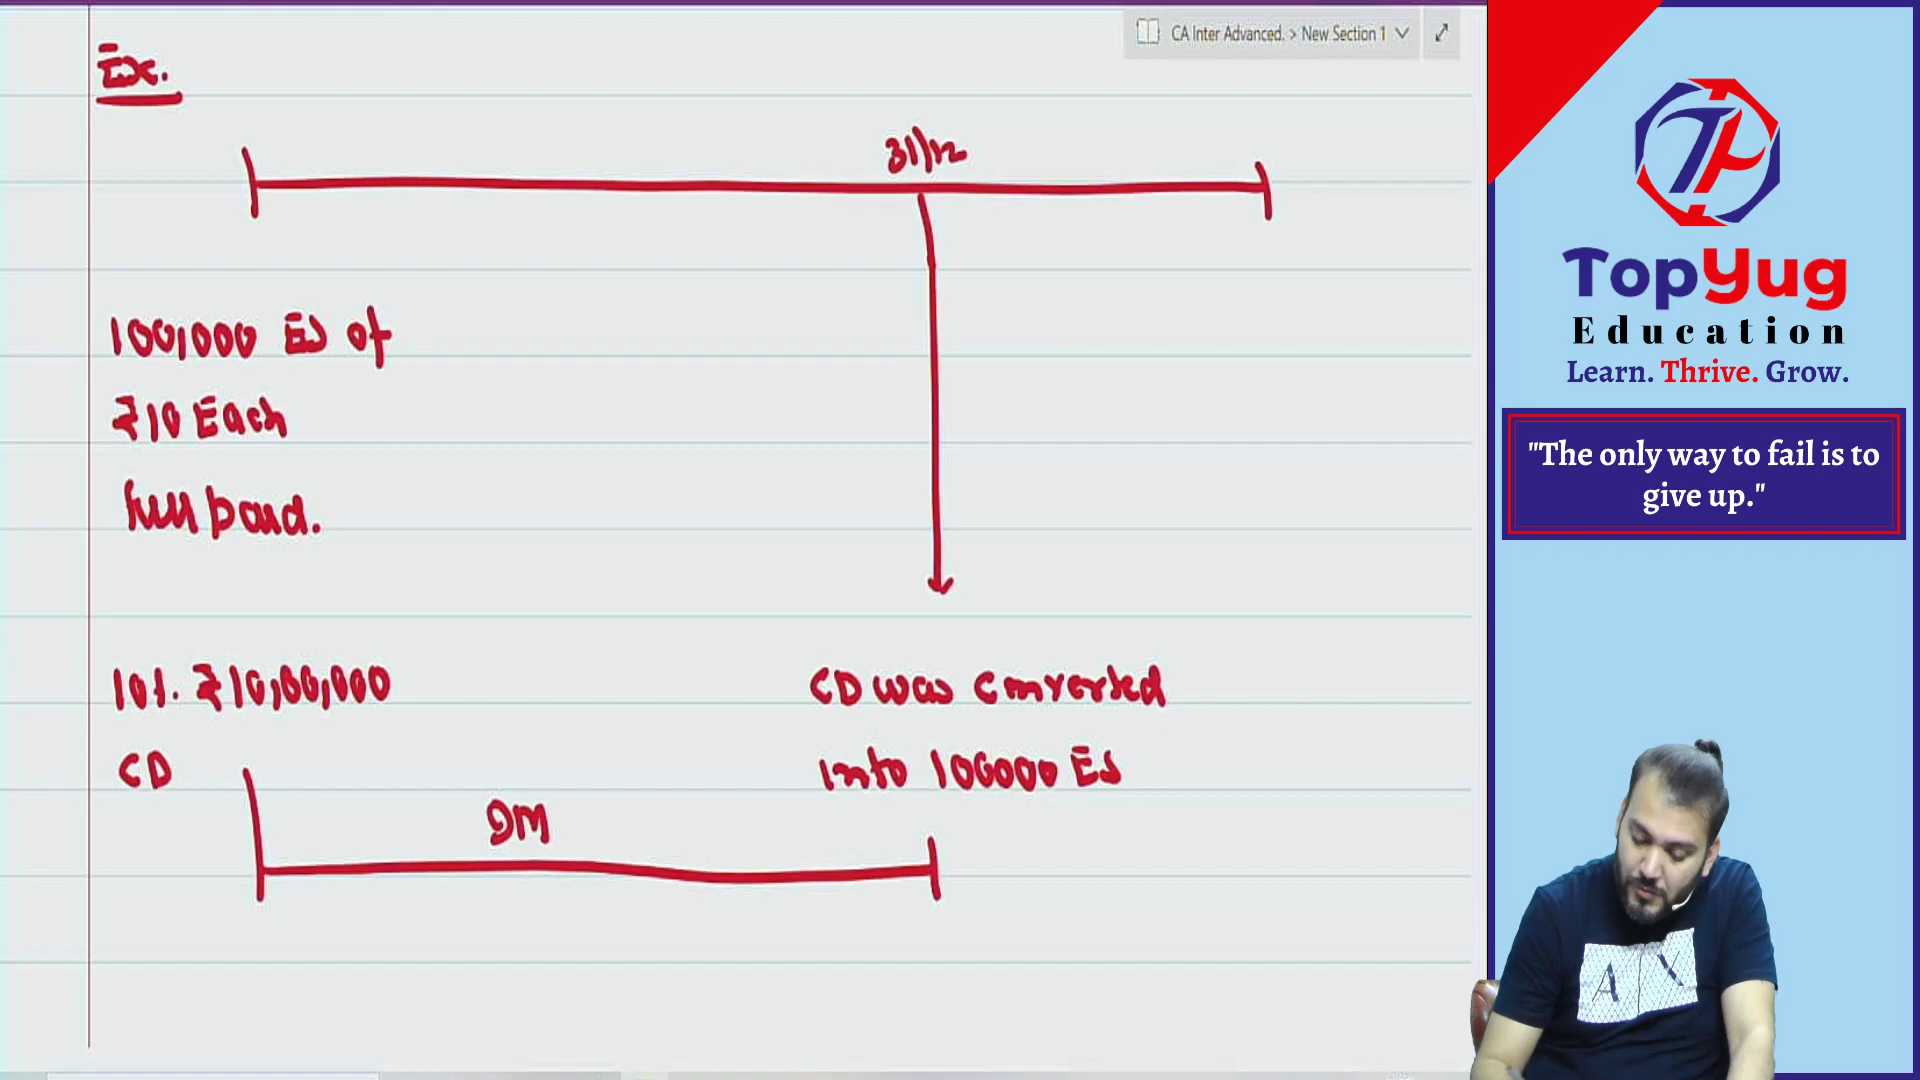 CA Inter Advanced. > New Section 1
Ex.
31/12
100,000 ES of
₹10 Each
full paid.
10%. ₹10,00,000
CD
CD was converted
into 100000 ES
9M
TopYug
Education
Learn. Thrive. Grow.
"The only way to fail is to
give up."
A X